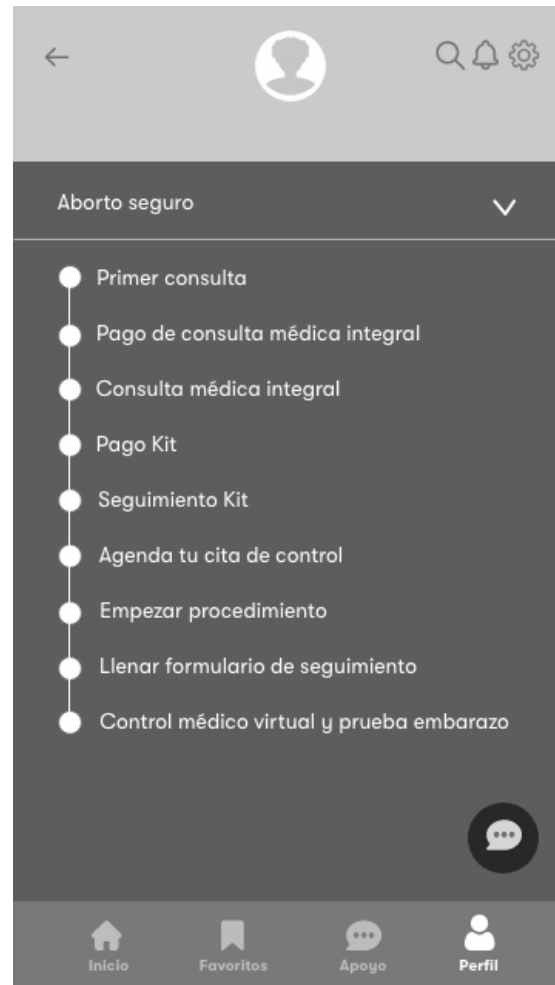 Aborto seguro
Primer consulta
Pago de consulta médica integral
Consulta médica integral
Pago Kit
Seguimiento Kit
Agenda tu cita de control
Empezar procedimiento
Llenar formulario de seguimiento
Control médico virtual y prueba embarazo
Inicio Favoritos Apoyo Perfil